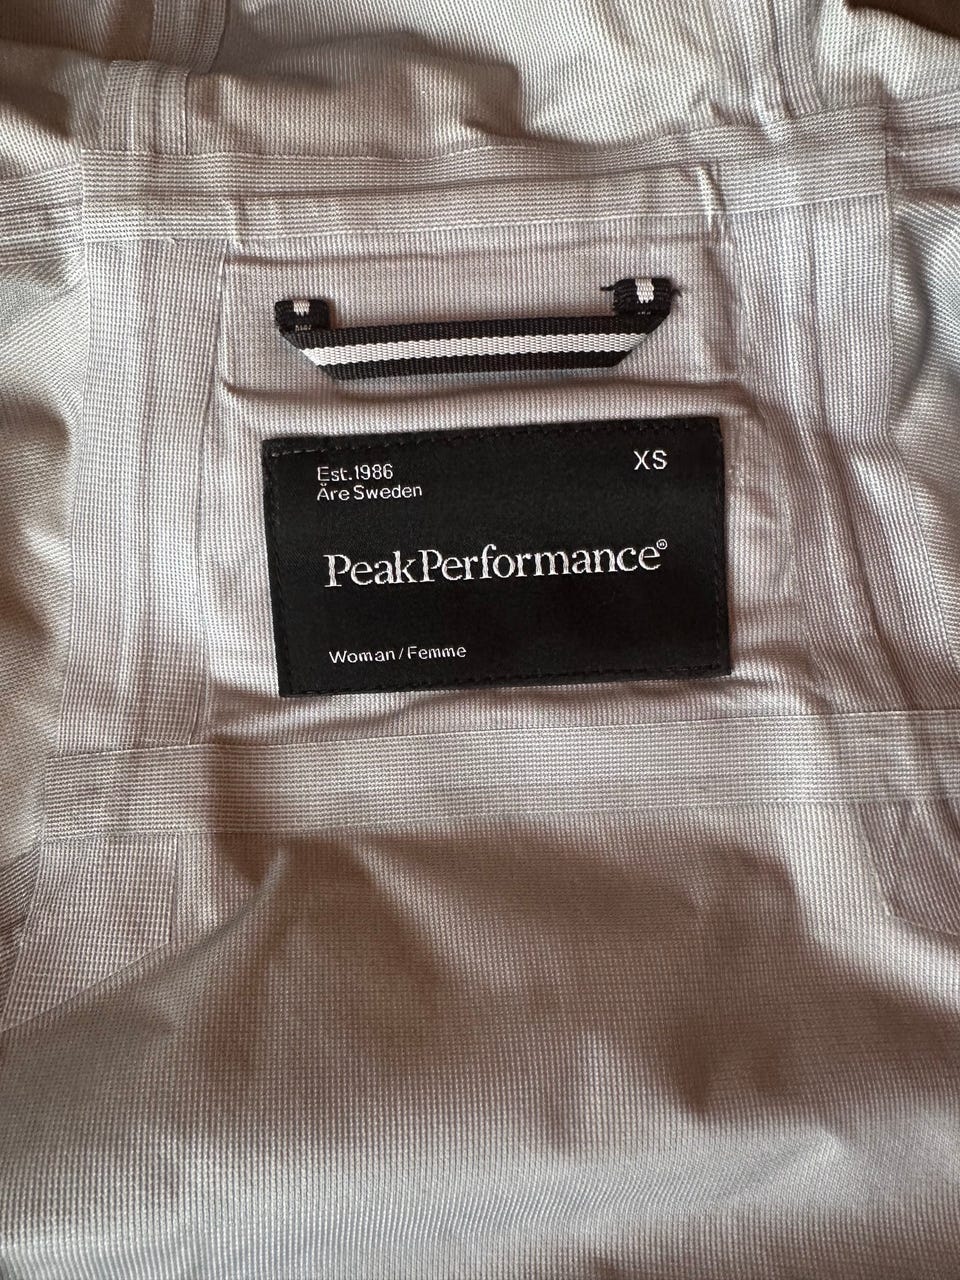 Est.1986
XS
Åre Sweden
PeakPerformance®
Woman/Femme